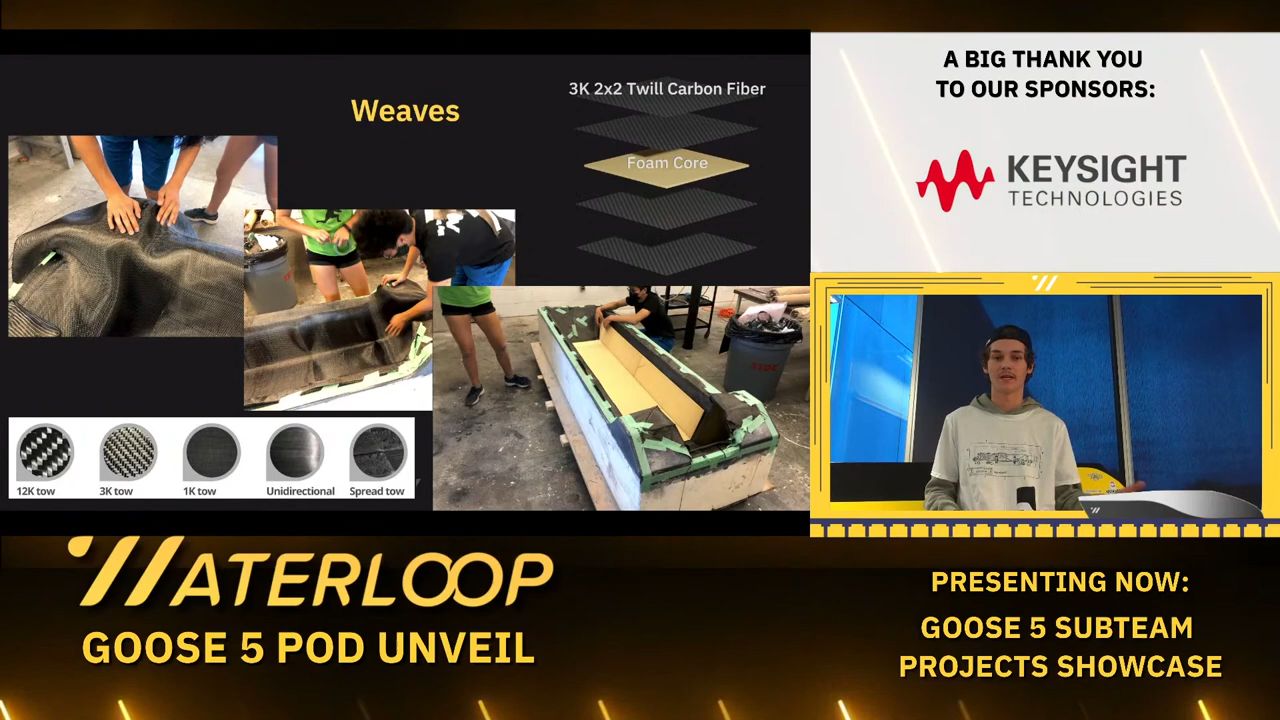 Weaves
3K 2x2 Twill Carbon Fiber
Foam Core
12K tow
3K tow
1K tow
Unidirectional
Spread tow
A BIG THANK YOU
TO OUR SPONSORS:
KEYSIGHT
TECHNOLOGIES
WATERLOOP
GOOSE 5 POD UNVEIL
PRESENTING NOW:
GOOSE 5 SUBTEAM
PROJECTS SHOWCASE